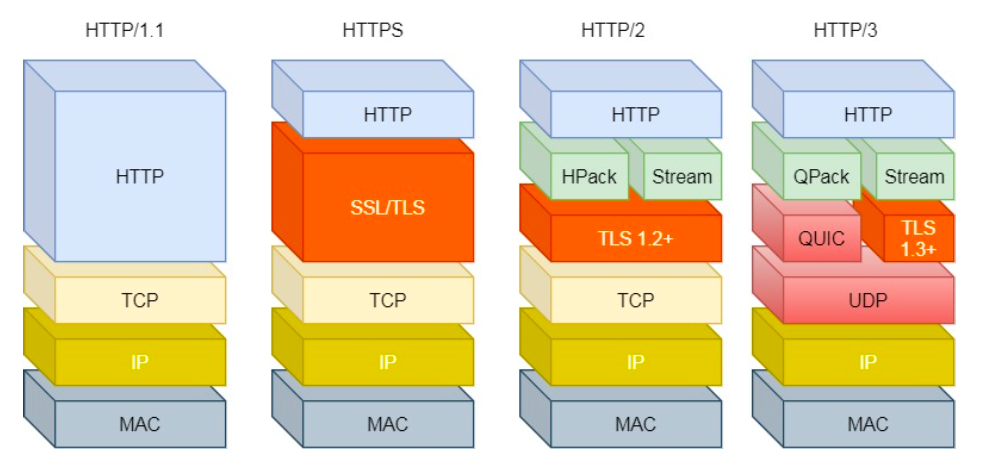 HTTP/1.1
HTTP
TCP
IP
MAC
HTTPS
HTTP
SSL/TLS
TCP
IP
MAC
HTTP/2
HTTP
HPack
Stream
TLS 1.2+
TCP
IP
MAC
HTTP/3
HTTP
QPack
Stream
QUIC
TLS
1.3+
UDP
IP
MAC